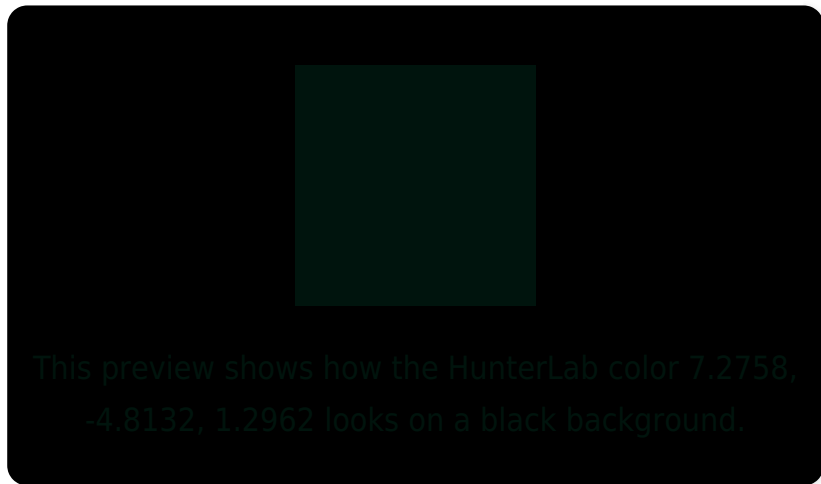 This preview shows how the HunterLab color 7.2758,
-4.8132, 1.2962 looks on a black background.